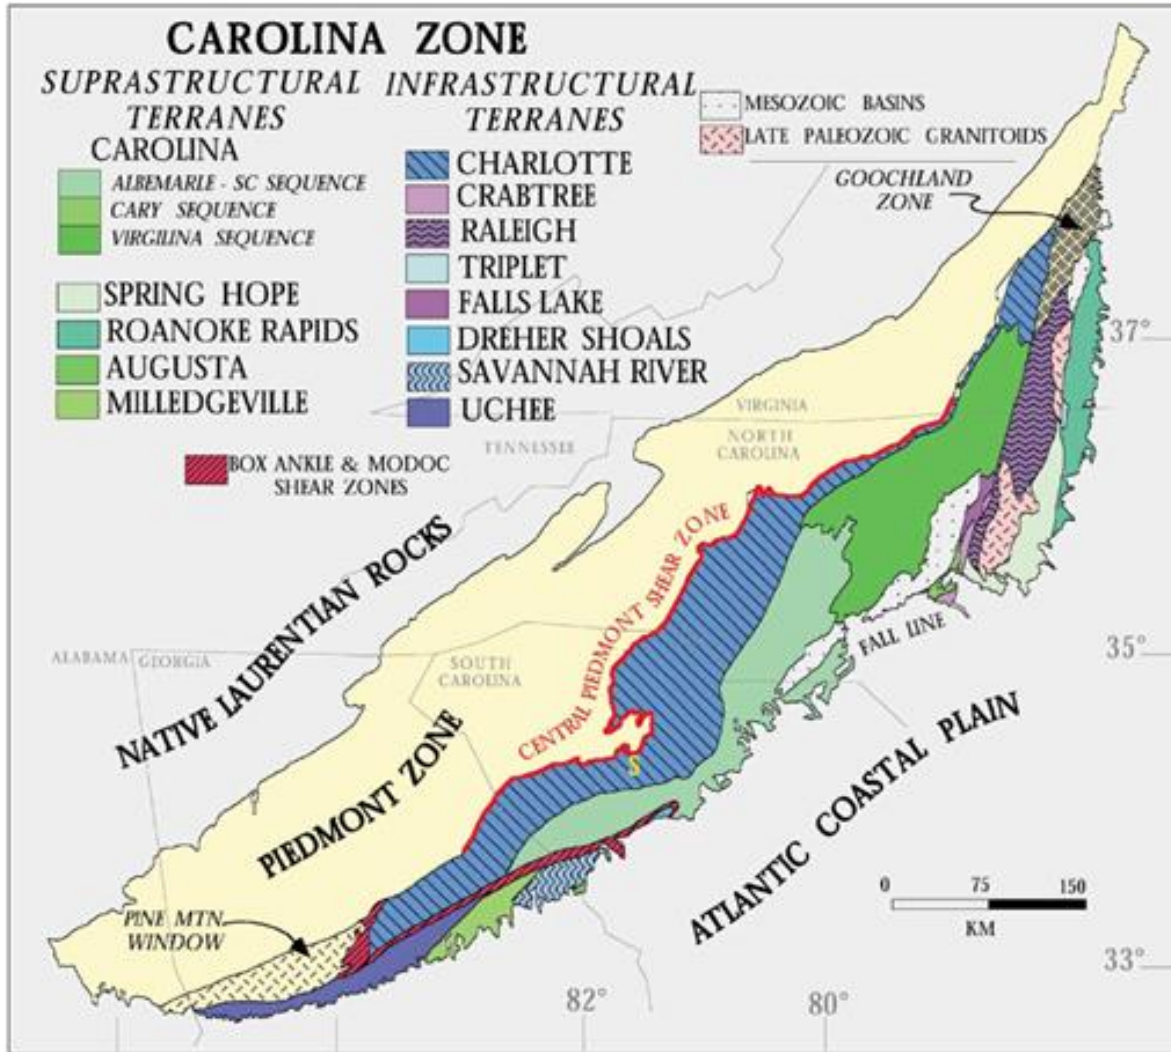 CAROLINA ZONE
SUPRASTRUCTURAL
TERRANES
CAROLINA
ALBEMARLE - SC SEQUENCE
CARY SEQUENCE
VIRGILINA SEQUENCE
SPRING HOPE
ROANOKE RAPIDS
AUGUSTA
MILLEDGEVILLE
INFRASTRUCTURAL
TERRANES
CHARLOTTE
CRABTREE
RALEIGH
TRIPLET
FALLS LAKE
DREHER SHOALS
SAVANNAH RIVER
UCHEE
BOX ANKLE & MODOC
SHEAR ZONES
MESOZOIC BASINS
LATE PALEOZOIC GRANITOIDS
GOOCHLAND
ZONE
37°
VIRGINIA
TENNESSEE
NORTH
CAROLINA
NATIVE LAURENTIAN ROCKS
CENTRAL PIEDMONT SHEAR ZONE
FALL LINE
35°
ALABAMA
GEORGIA
SOUTH
CAROLINA
PIEDMONT ZONE
S
ATLANTIC COASTAL PLAIN
0 75 150
KM
PINE MTN.
WINDOW
33°
82°
80°